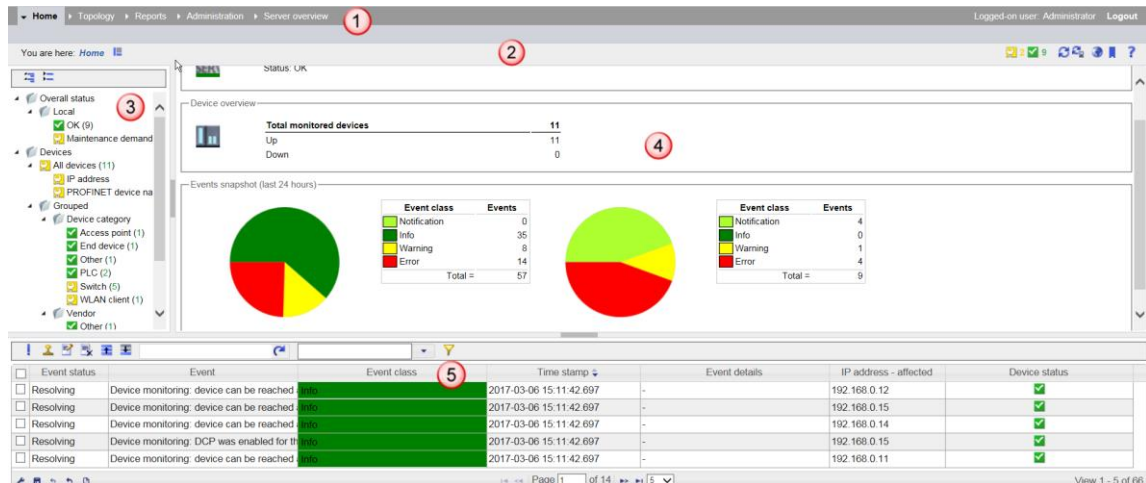 Home Topology Reports Administration Server overview 1 Logged-on user: Administrator Logout
You are here: Home 2 2 9 ?
3
Overall status
Local
OK (9)
Maintenance demand
Devices
All devices (11)
IP address
PROFINET device na
Grouped
Device category
Access point (1)
End device (1)
Other (1)
PLC (2)
Switch (5)
WLAN client (1)
Vendor
Other (1)
Status: OK
Device overview
Total monitored devices 11
Up 11
Down 0
4
Events snapshot (last 24 hours)
Event class Events
Notification 0
Info 35
Warning 8
Error 14
Total = 57
Event class Events
Notification 4
Info 0
Warning 1
Error 4
Total = 9
5
Event status Event Event class Time stamp Event details IP address - affected Device status
Resolving Device monitoring: device can be reached Info 2017-03-06 15:11:42.697 - 192.168.0.12
Resolving Device monitoring: device can be reached Info 2017-03-06 15:11:42.697 - 192.168.0.15
Resolving Device monitoring: device can be reached Info 2017-03-06 15:11:42.697 - 192.168.0.14
Resolving Device monitoring: DCP was enabled for th Info 2017-03-06 15:11:42.697 - 192.168.0.15
Resolving Device monitoring: device can be reached Info 2017-03-06 15:11:42.697 - 192.168.0.11
Page 1 of 14 5 View 1 - 5 of 66